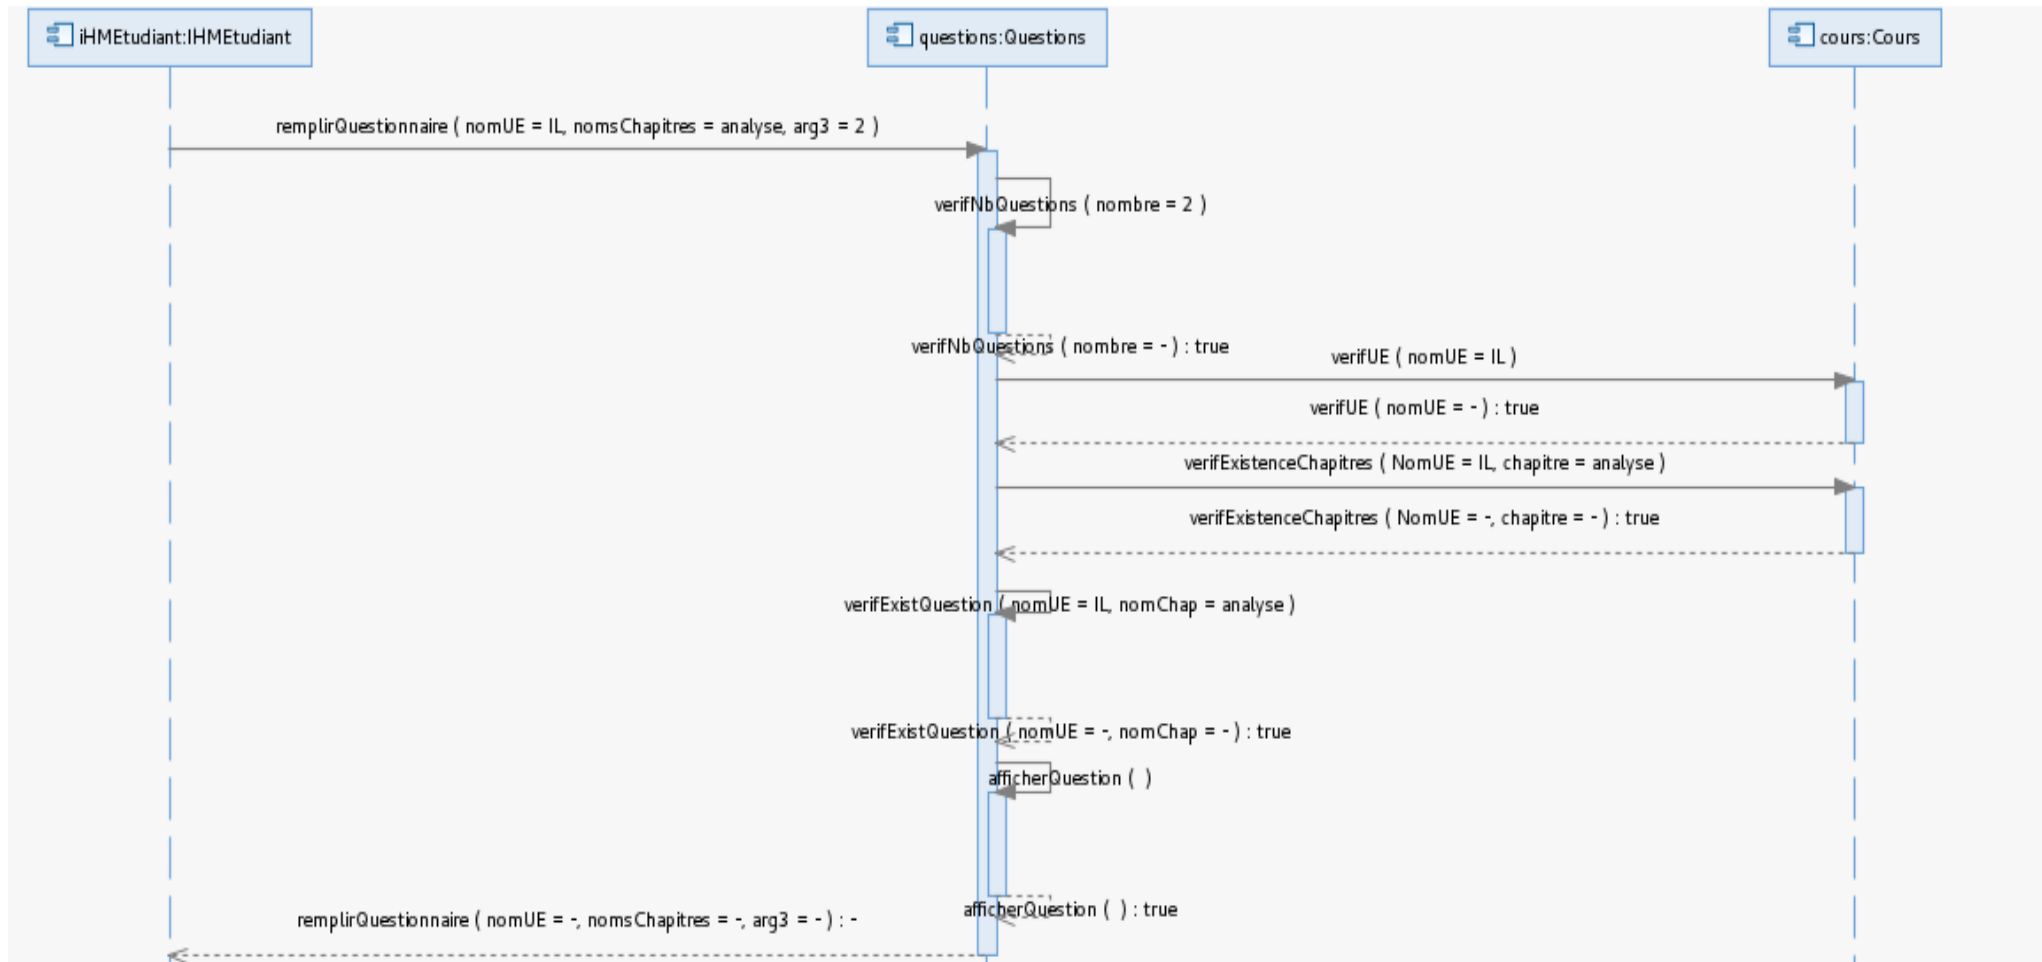 iHMEtudiant:IHMEtudiant
questions:Questions
cours:Cours
remplirQuestionnaire ( nomUE = IL, nomsChapitres = analyse, arg3 = 2 )
verifNbQuestions ( nombre = 2 )
verifNbQuestions ( nombre = - ) : true
verifUE ( nomUE = IL )
verifUE ( nomUE = - ) : true
verifExistenceChapitres ( NomUE = IL, chapitre = analyse )
verifExistenceChapitres ( NomUE = -, chapitre = - ) : true
verifExistQuestion ( nomUE = IL, nomChap = analyse )
verifExistQuestion ( nomUE = -, nomChap = - ) : true
afficherQuestion ( )
afficherQuestion ( ) : true
remplirQuestionnaire ( nomUE = -, nomsChapitres = -, arg3 = - ) : -